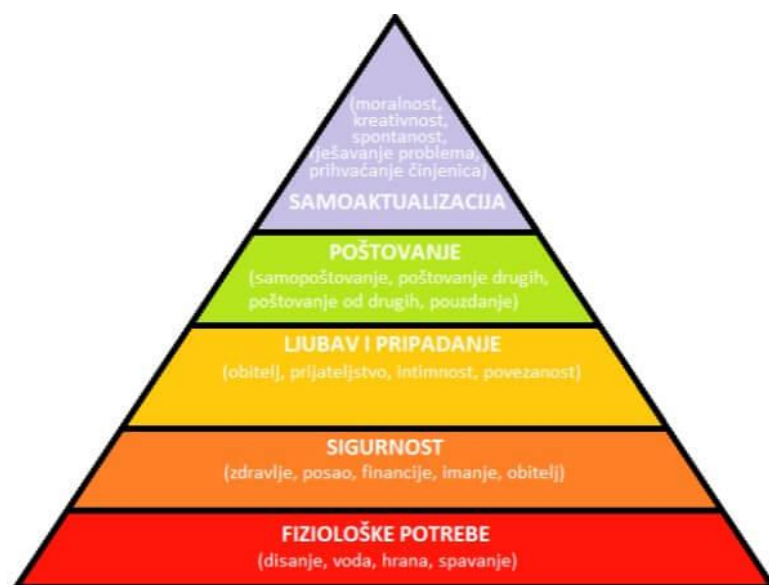 (moralnost,
kreativnost,
spontanost,
rješavanje problema,
prihvaćanje činjenica)
SAMOAKTUALIZACIJA
POŠTOVANJE
(samopoštovanje, poštovanje drugih,
poštovanje od drugih, pouzdanje)
LJUBAV I PRIPADANJE
(obitelj, prijateljstvo, intimnost, povezanost)
SIGURNOST
(zdravlje, posao, financije, imanje, obitelj)
FIZIOLOŠKE POTREBE
(disanje, voda, hrana, spavanje)